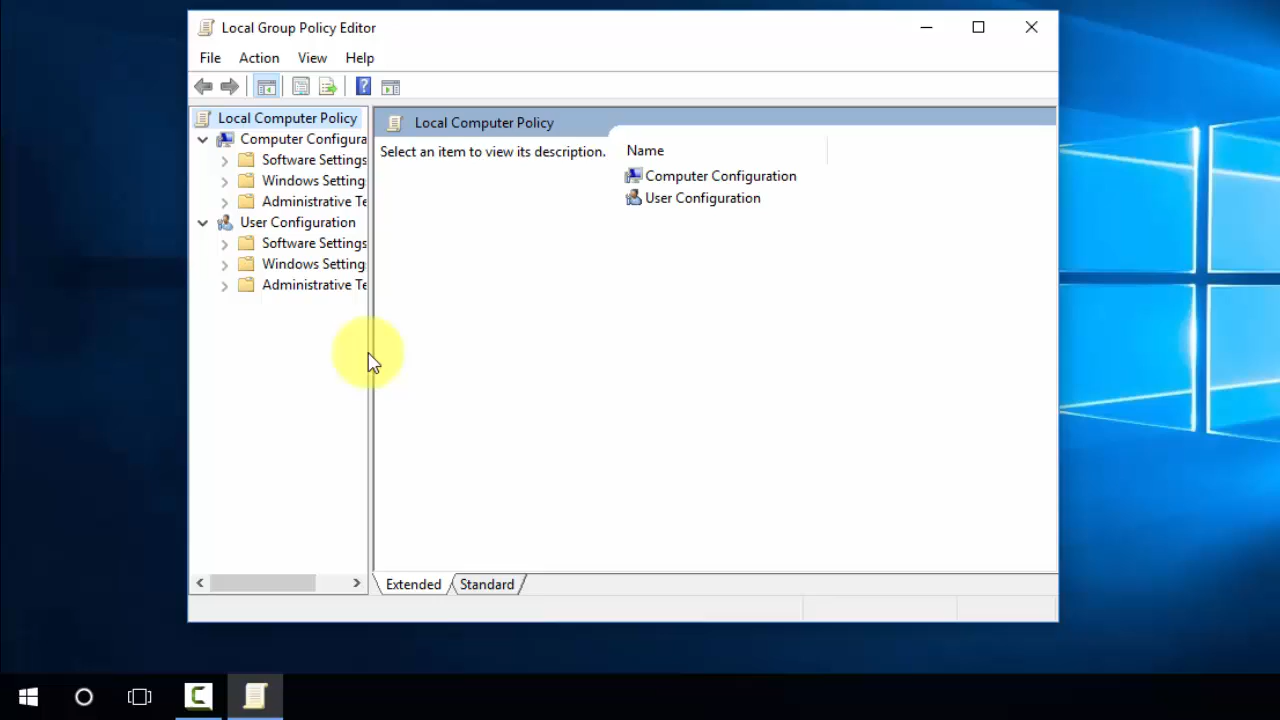 Local Group Policy Editor
File Action View Help
Local Computer Policy
Computer Configura
Software Settings
Windows Setting
Administrative Te
User Configuration
Software Settings
Windows Setting
Administrative Te
Local Computer Policy
Select an item to view its description.
Name
Computer Configuration
User Configuration
Extended Standard